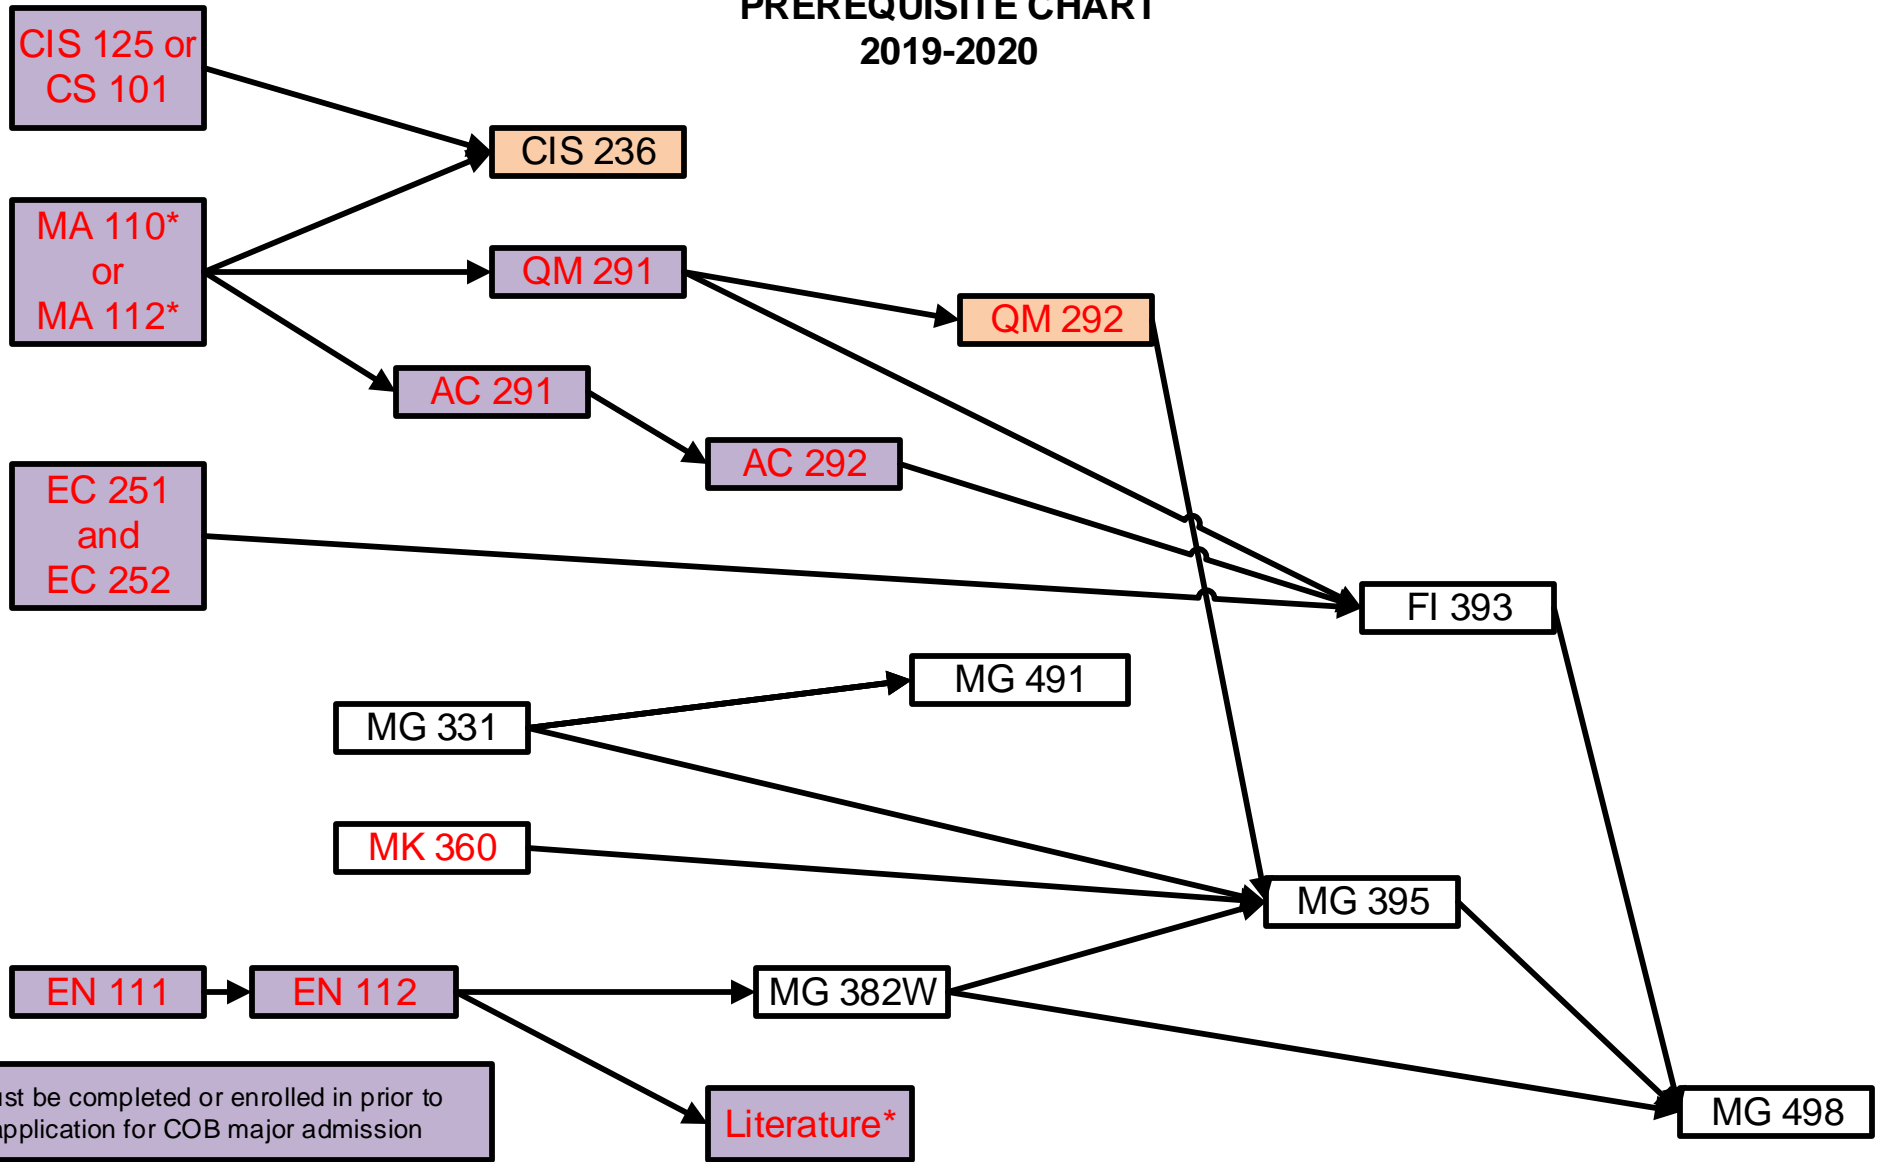 PREREQUISITE CHART
2019-2020
CIS 125 or
CS 101
CIS 236
MA 110*
or
MA 112*
QM 291
QM 292
AC 291
AC 292
EC 251
and
EC 252
FI 393
MG 491
MG 331
MK 360
MG 395
EN 111
EN 112
MG 382W
be completed or enrolled in prior to
application for COB major admission
Literature*
MG 498